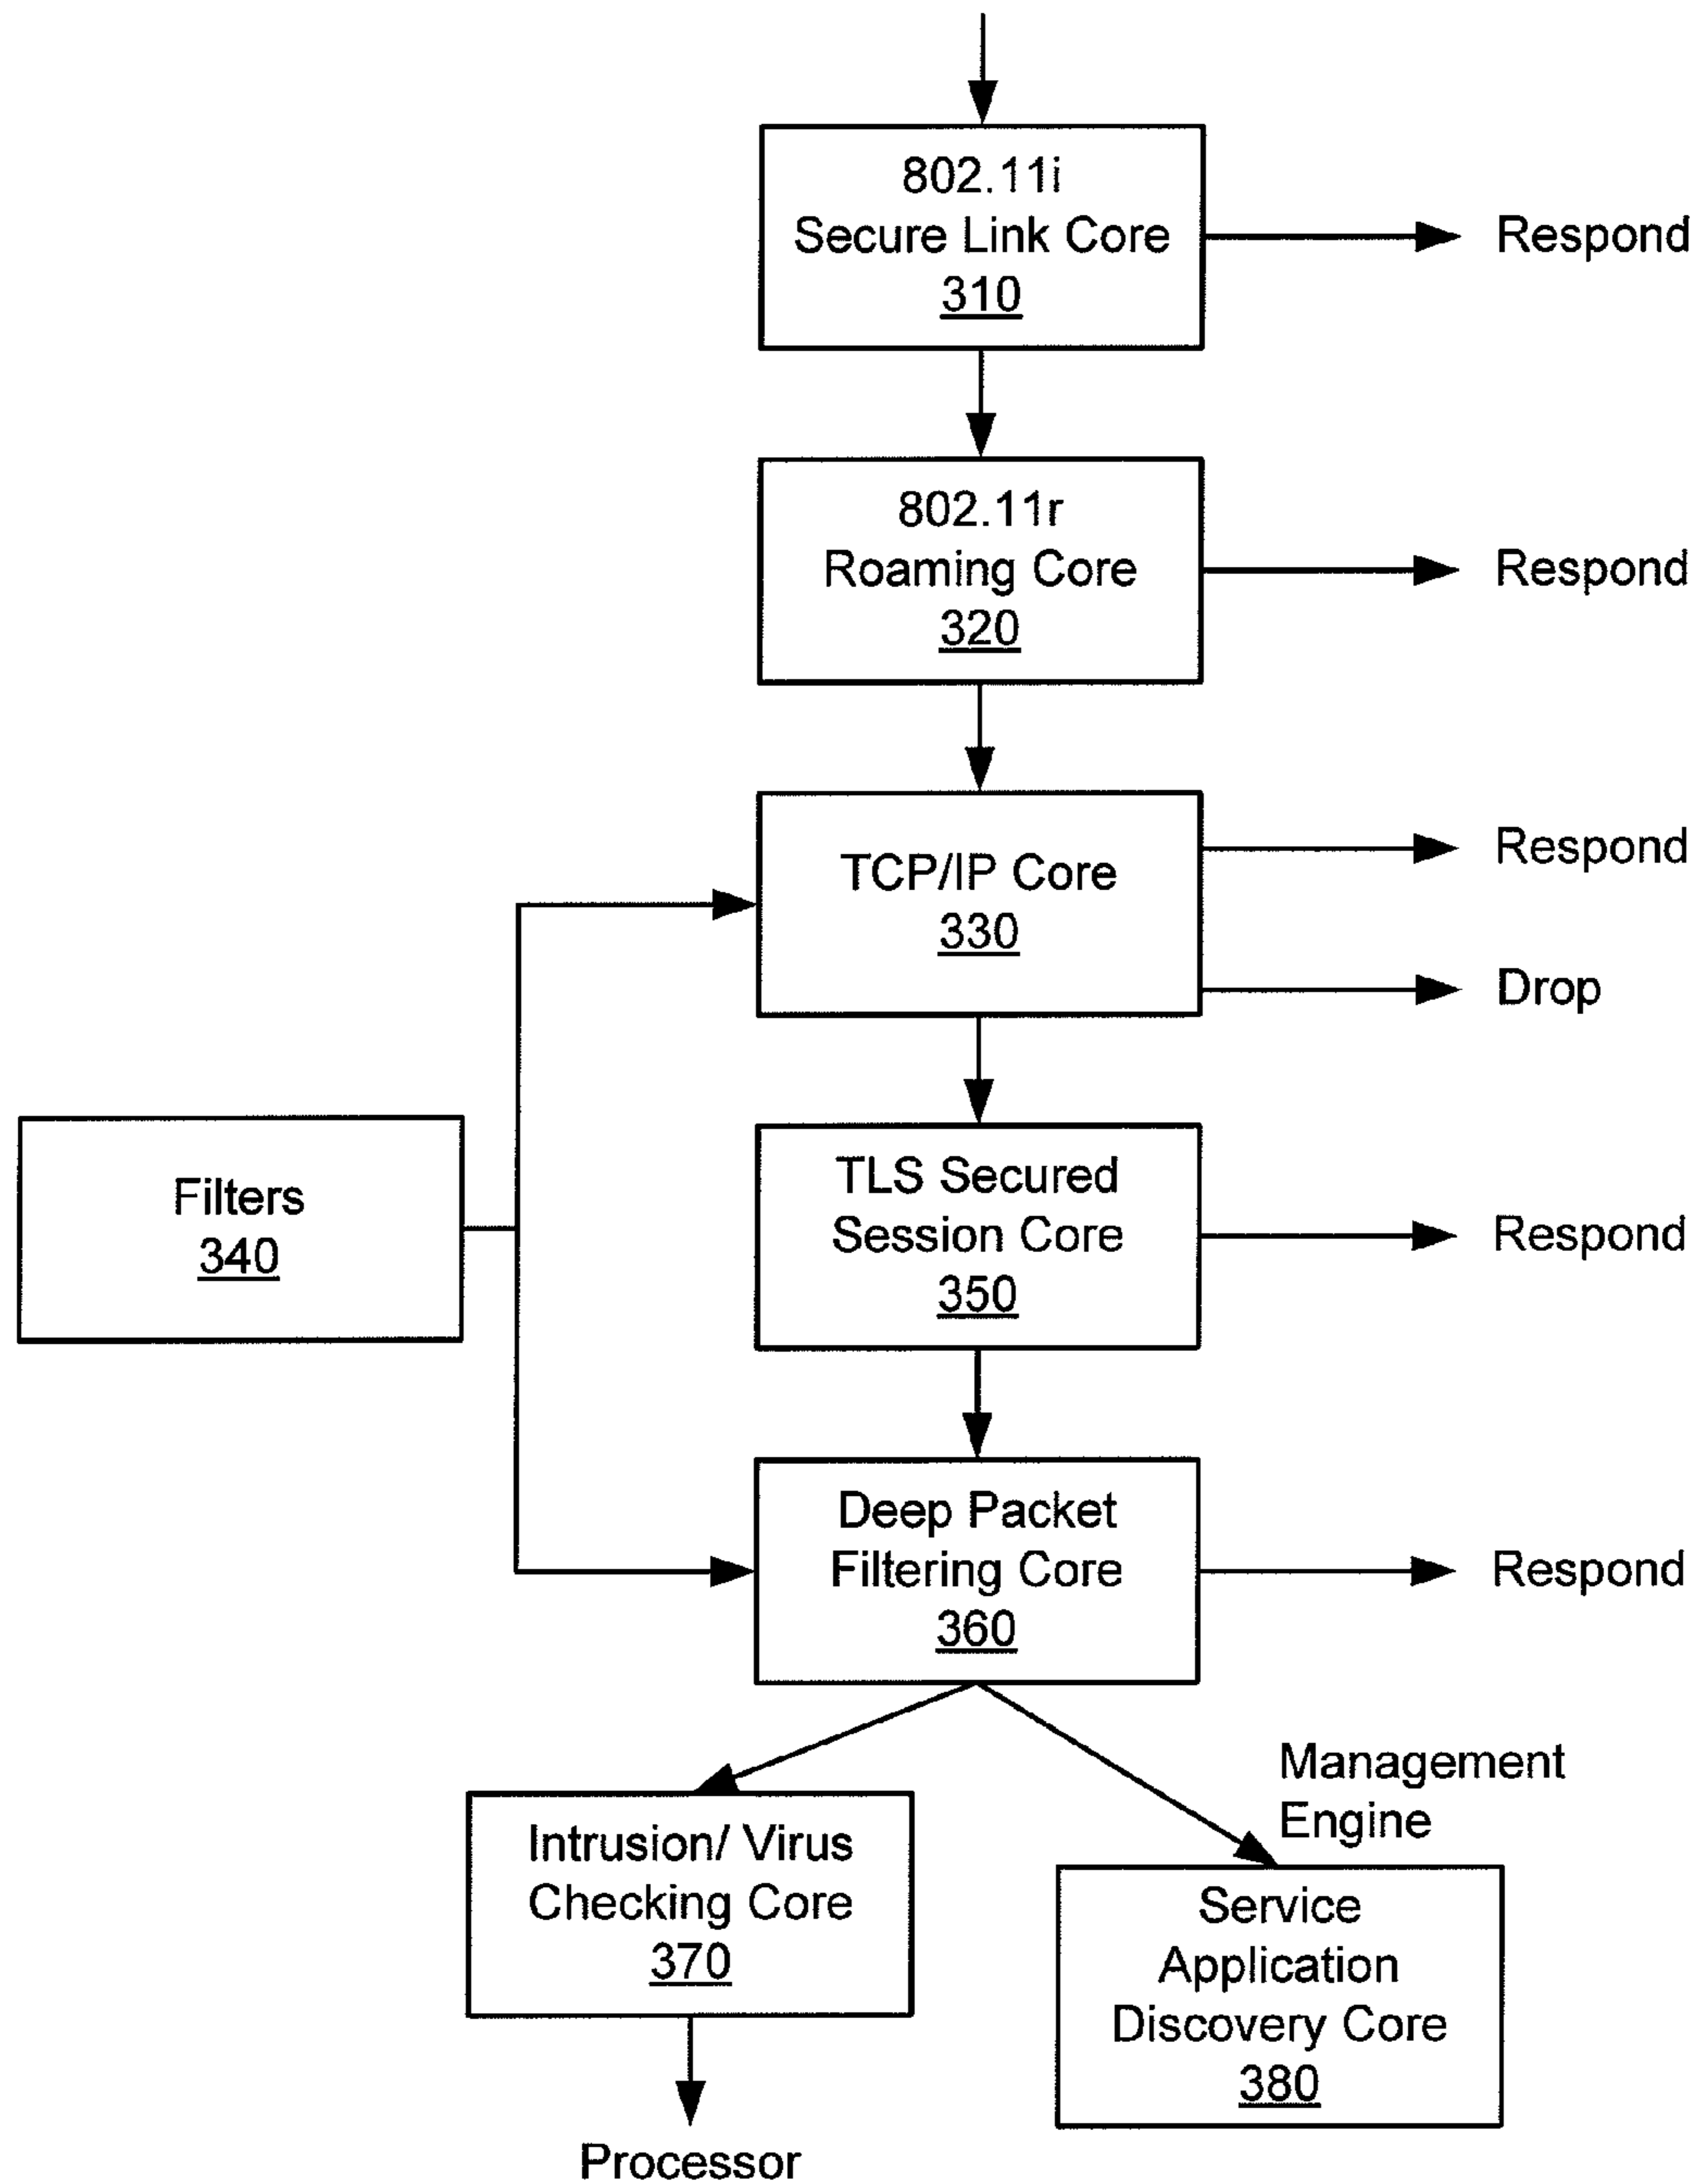 802.11i
Secure Link Core
310
Respond
802.11r
Roaming Core
320
Respond
TCP/IP Core
330
Respond
Drop
Filters
340
TLS Secured
Session Core
350
Respond
Deep Packet
Filtering Core
360
Respond
Management
Engine
Intrusion/ Virus
Checking Core
370
Service
Application
Discovery Core
380
Processor